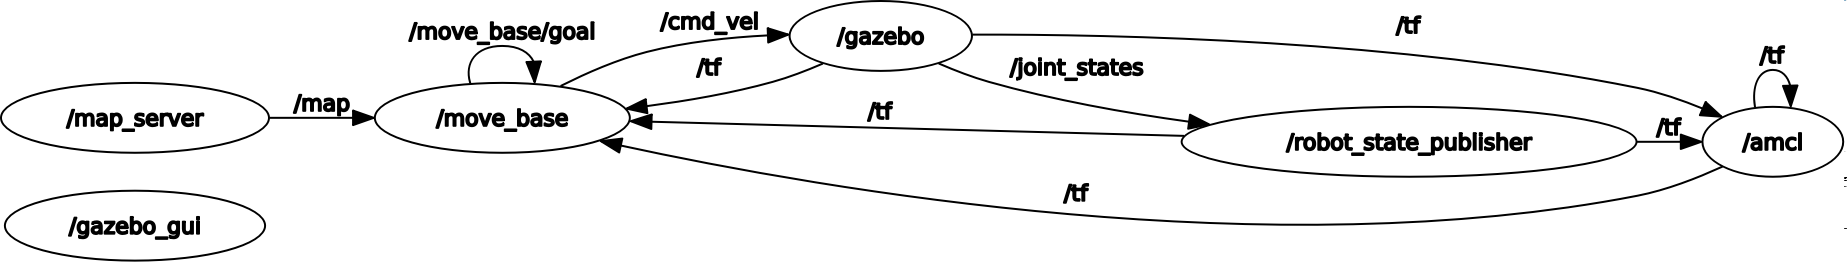 /move_base/goal
/cmd_vel
/gazebo
/tf
/tf
/joint_states
/tf
/map_server
/map
/move_base
/tf
/robot_state_publisher
/tf
/amcl
/tf
/gazebo_gui